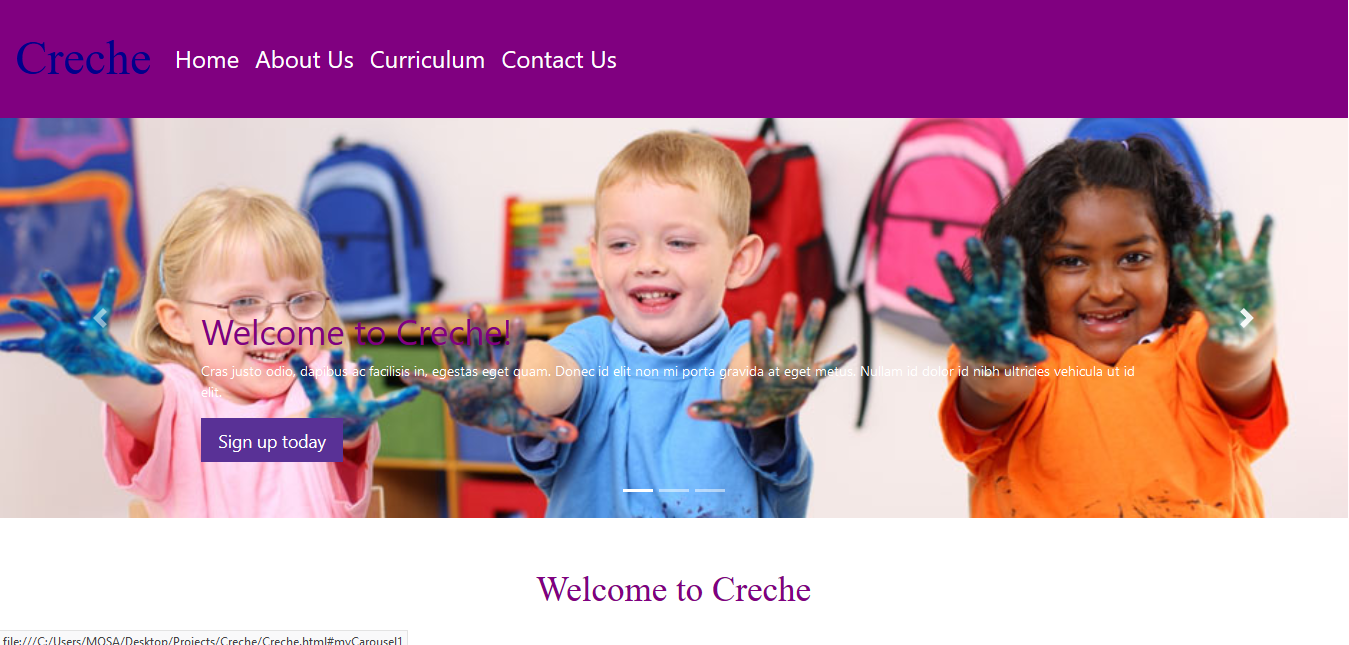 Creche Home About Us Curriculum Contact Us
Welcome to Creche!
Cras justo odio, dapibus ac facilisis in, egestas eget quam. Donec id elit non mi porta gravida at eget metus. Nullam id dolor id nibh ultricies vehicula ut id
elit.
Sign up today
Welcome to Creche
file:///C:/Users/MOSA/Desktop/Projects/Creche/Creche.html#myCarousel1